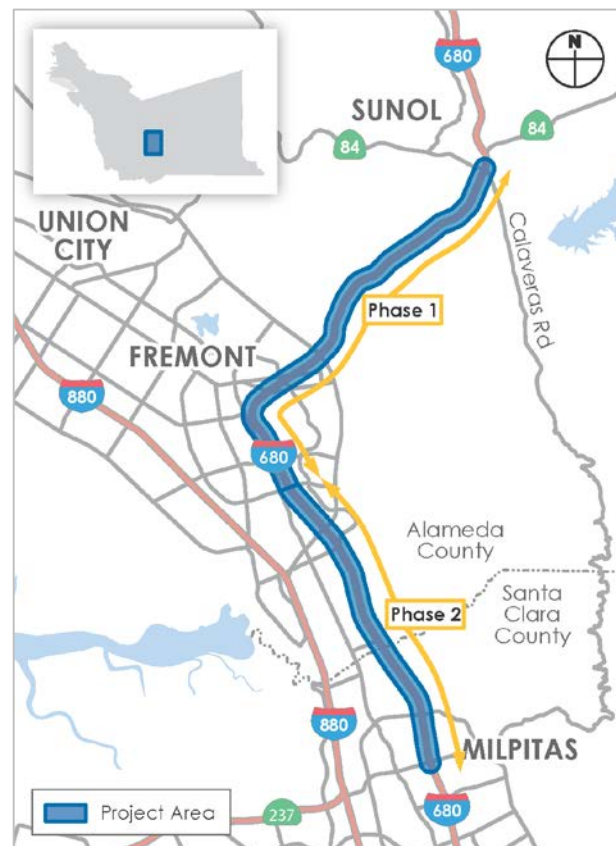 N
680
SUNOL
84
84
UNION
CITY
Calaveras Rd
Phase 1
FREMONT
880
680
Alameda
County
Santa
Clara
County
Phase 2
880
MILPITAS
Project Area
237
680